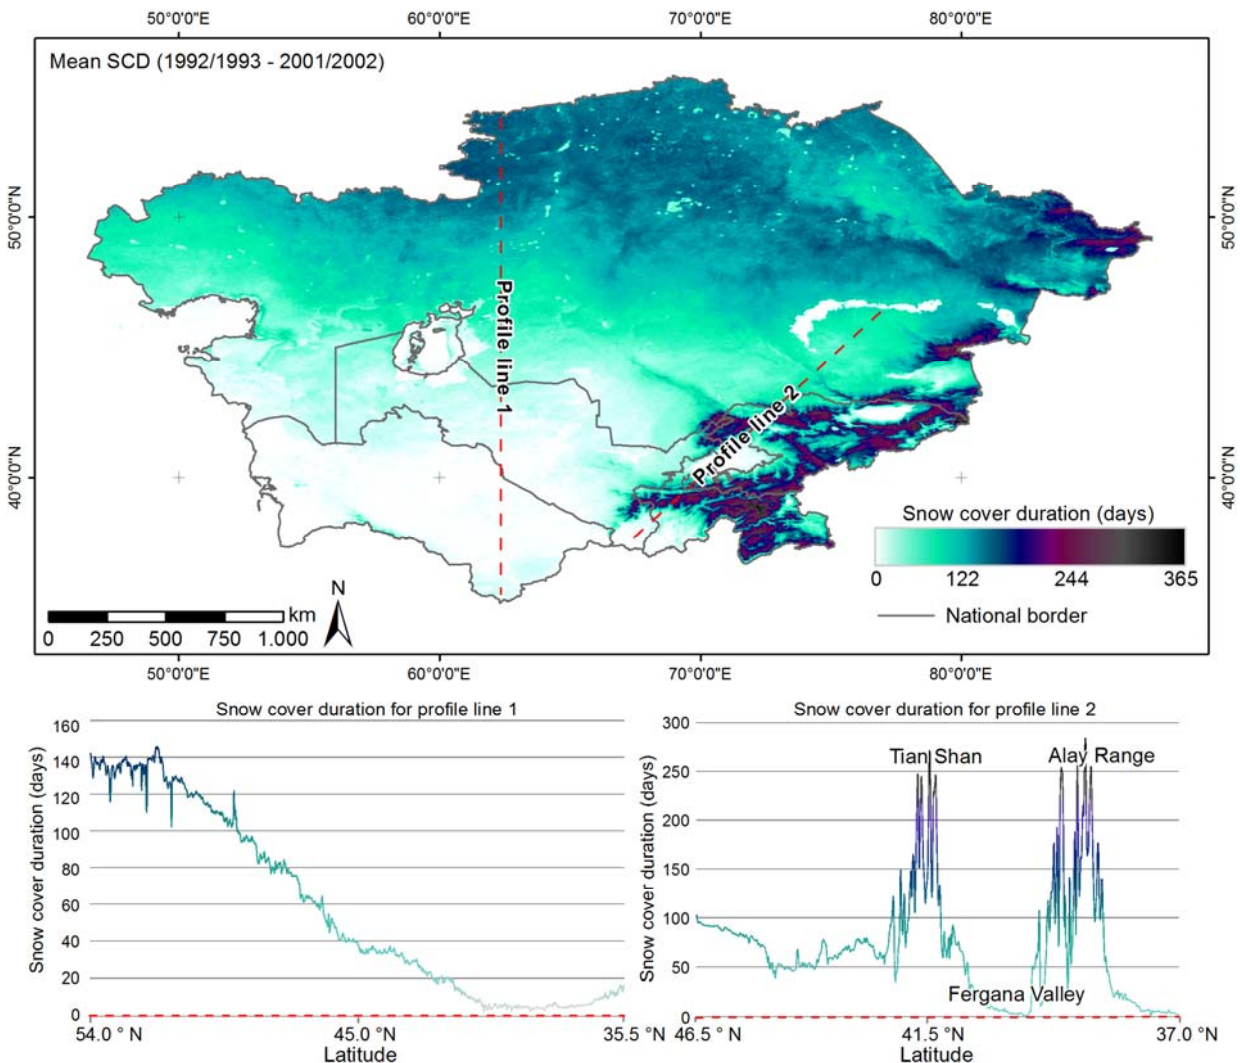 50°0'0"E 60°0'0"E 70°0'0"E 80°0'0"E
Mean SCD (1992/1993 - 2001/2002)
50°0'0"N
50°0'0"N
40°0'0"N
40°0'0"N
Profile line 1
Profile line 2
Snow cover duration (days)
0 122 244 365
National border
N
km
0 250 500 750 1.000
50°0'0"E 60°0'0"E 70°0'0"E 80°0'0"E
Snow cover duration for profile line 1
Snow cover duration (days)
160
140
120
100
80
60
40
20
0
54.0 °N 45.0 °N 35.5 °N
Latitude
Snow cover duration for profile line 2
Snow cover duration (days)
300
250
200
150
100
50
0
Tian Shan
Alay Range
Fergana Valley
46.5 °N 41.5 °N 37.0 °N
Latitude